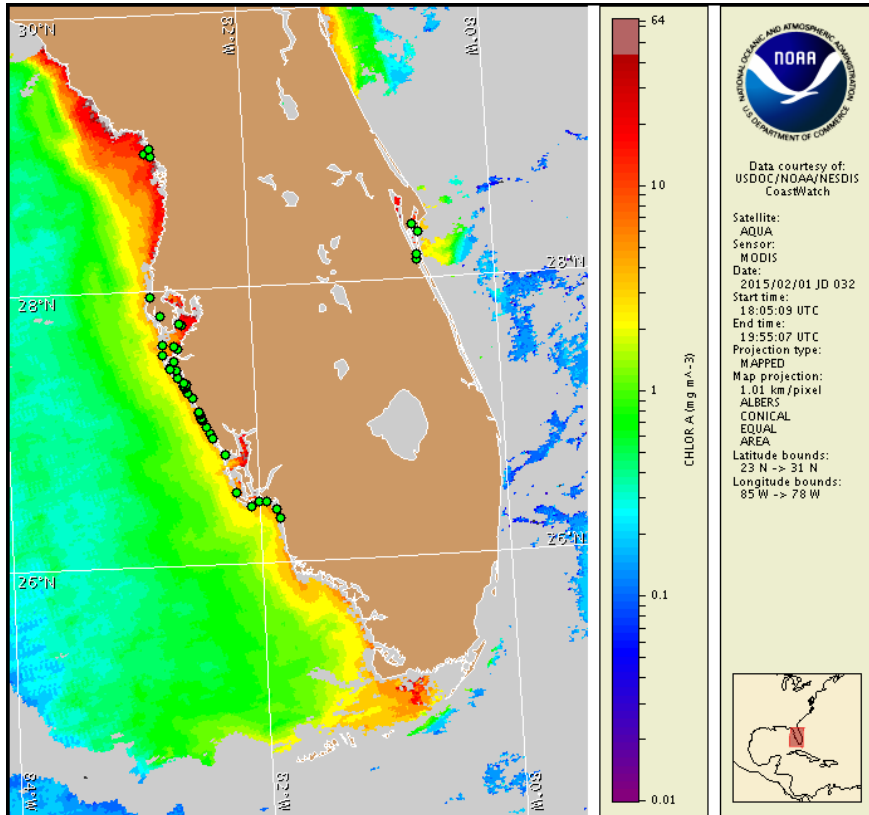 30°N
82°W
80°W
28°N
28°N
26°N
26°N
84°W
82°W
80°W
64
10
1
0.1
0.01
CHLOR A (mg m^-3)
NATIONAL OCEANIC AND ATMOSPHERIC ADMINISTRATION
NOAA
U.S. DEPARTMENT OF COMMERCE
Data courtesy of:
USDOC/NOAA/NESDIS
CoastWatch
Satellite:
AQUA
Sensor:
MODIS
Date:
2015/02/01 JD 032
Start time:
18:05:09 UTC
End time:
19:55:07 UTC
Projection type:
MAPPED
Map projection:
1.01 km/pixel
ALBERS
CONICAL
EQUAL
AREA
Latitude bounds:
23 N -> 31 N
Longitude bounds:
85 W -> 78 W